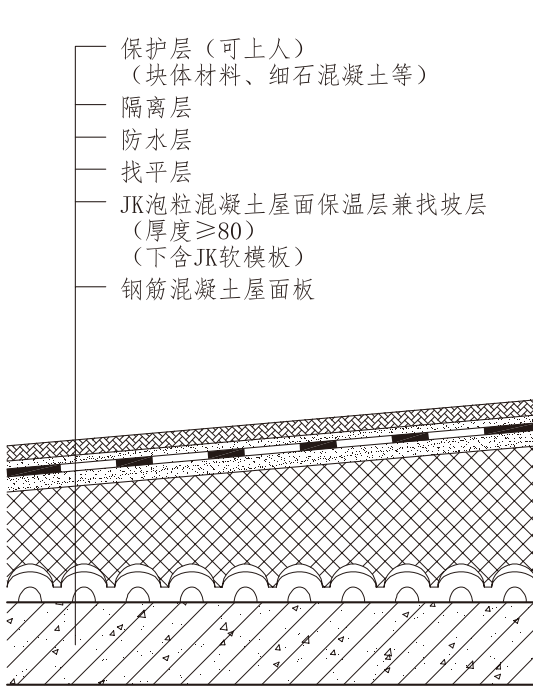 保护层（可上人）
（块体材料、细石混凝土等）
隔离层
防水层
找平层
JK泡粒混凝土屋面保温层兼找坡层
（厚度≥80）
（下含JK软模板）
钢筋混凝土屋面板